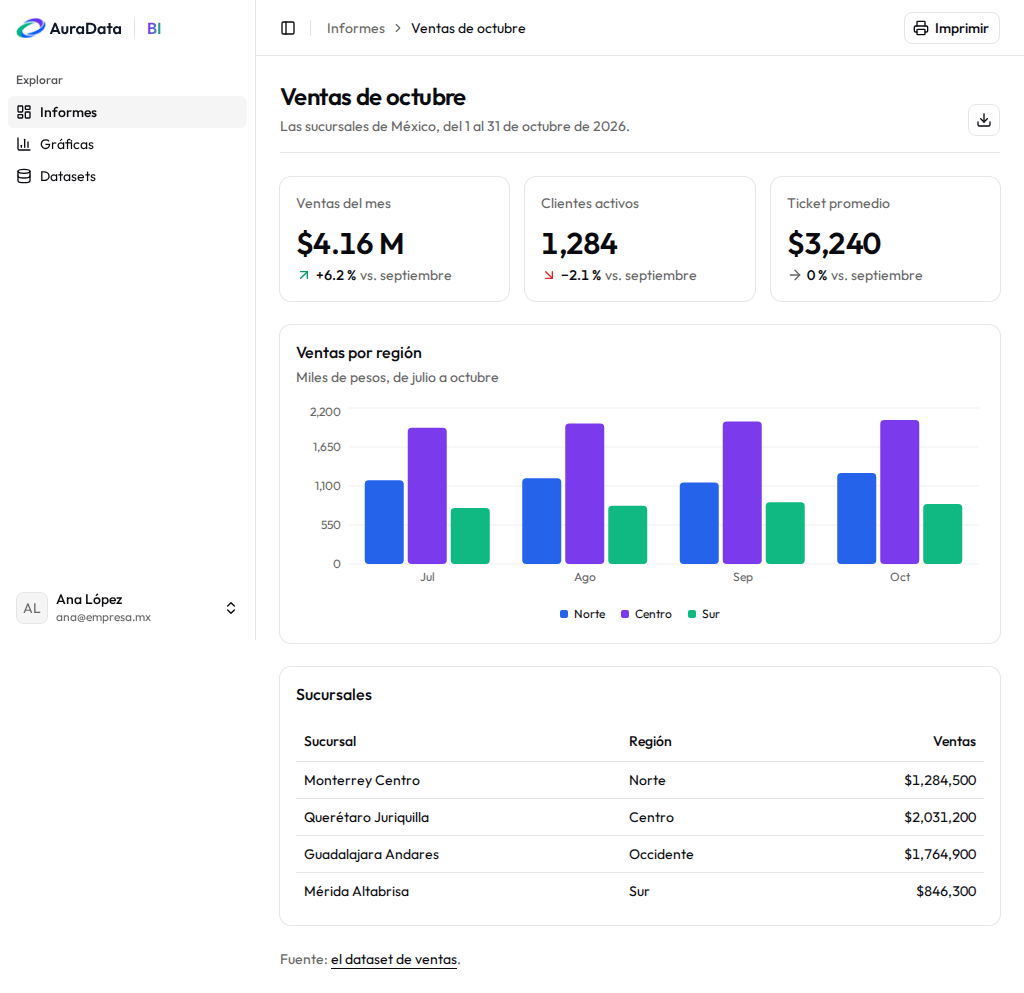 AuraData BI
Explorar
Informes
Gráficas
Datasets
AL
Ana López
ana@empresa.mx
Informes > Ventas de octubre
Imprimir
Ventas de octubre
Las sucursales de México, del 1 al 31 de octubre de 2026.
Ventas del mes
$4.16 M
+6.2 % vs. septiembre
Clientes activos
1,284
−2.1 % vs. septiembre
Ticket promedio
$3,240
0 % vs. septiembre
Ventas por región
Miles de pesos, de julio a octubre
2,200
1,650
1,100
550
0
Jul Ago Sep Oct
Norte Centro Sur
Sucursales
Sucursal Región Ventas
Monterrey Centro Norte $1,284,500
Querétaro Juriquilla Centro $2,031,200
Guadalajara Andares Occidente $1,764,900
Mérida Altabrisa Sur $846,300
Fuente: el dataset de ventas.